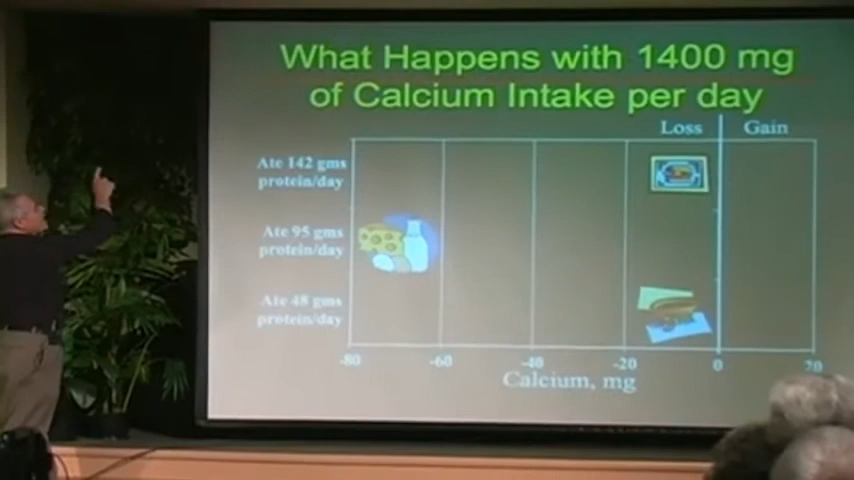 What Happens with 1400 mg
of Calcium Intake per day
Loss Gain
Ate 142 gms
protein/day
Ate 95 gms
protein/day
Ate 48 gms
protein/day
-80 -60 -40 -20 0 20
Calcium, mg